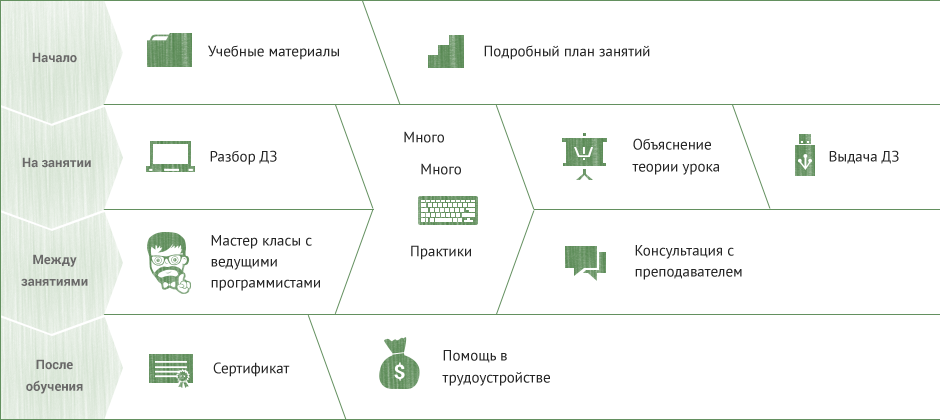 Начало
Учебные материалы
Подробный план занятий
На занятии
Разбор ДЗ
Много
Много
Практики
Объяснение
теории урока
Выдача ДЗ
Между
занятиями
Мастер класы с
ведущими
программистами
Консультация с
преподавателем
После
обучения
Сертификат
$
Помощь в
трудоустройстве